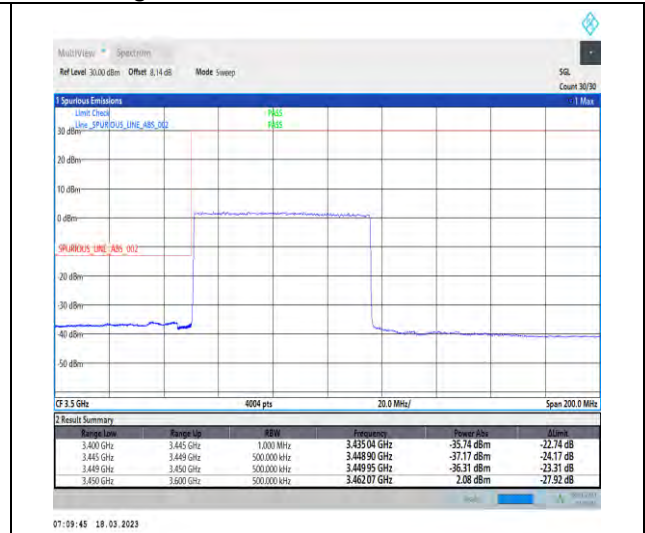 MultiView Spectrum
Ref Level 30.00 dBm Offset 8.14 dB Mode Sweep SGL
Count 30/30
1 Spurious Emissions 1 Max
Limit Check PASS
Line _SPURIOUS_LINE_ABS_002 PASS
30 dBm
20 dBm
10 dBm
0 dBm
SPURIOUS_LINE_ABS_002
-20 dBm
-30 dBm
-40 dBm
-50 dBm
CF 3.5 GHz 4004 pts 20.0 MHz/ Span 200.0 MHz
2 Result Summary
Range Low Range Up RBW Frequency Power Abs ΔLimit
3.400 GHz 3.445 GHz 1.000 MHz 3.43504 GHz -35.74 dBm -22.74 dB
3.445 GHz 3.449 GHz 500.000 kHz 3.44890 GHz -37.17 dBm -24.17 dB
3.449 GHz 3.450 GHz 500.000 kHz 3.44995 GHz -36.31 dBm -23.31 dB
3.450 GHz 3.600 GHz 500.000 kHz 3.46207 GHz 2.08 dBm -27.92 dB
07:09:45 18.03.2023